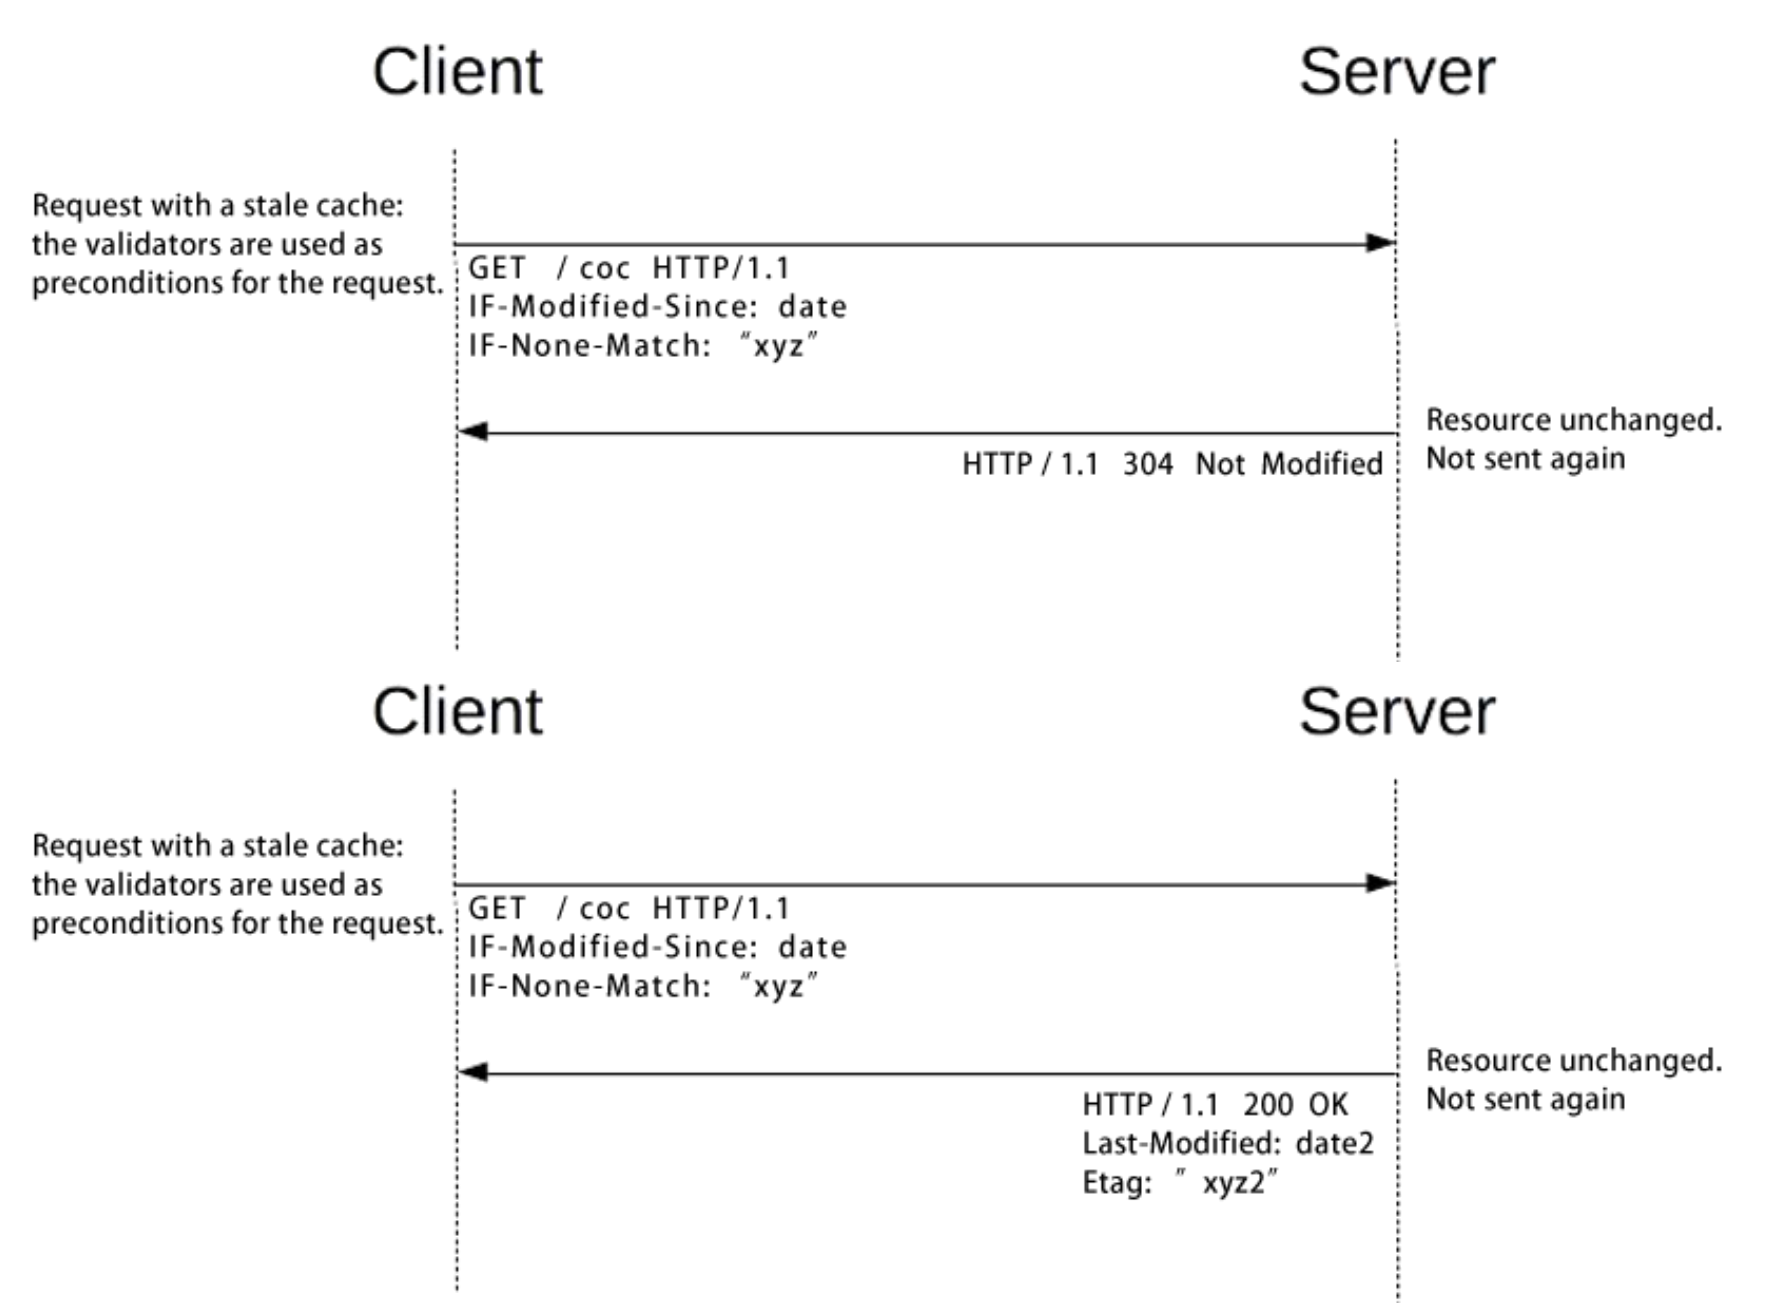 Client Server
Request with a stale cache:
the validators are used as
preconditions for the request.
GET / coc HTTP/1.1
IF-Modified-Since: date
IF-None-Match: "xyz"
Resource unchanged.
Not sent again
HTTP / 1.1 304 Not Modified
Client Server
Request with a stale cache:
the validators are used as
preconditions for the request.
GET / coc HTTP/1.1
IF-Modified-Since: date
IF-None-Match: "xyz"
Resource unchanged.
Not sent again
HTTP / 1.1 200 OK
Last-Modified: date2
Etag: " xyz2"